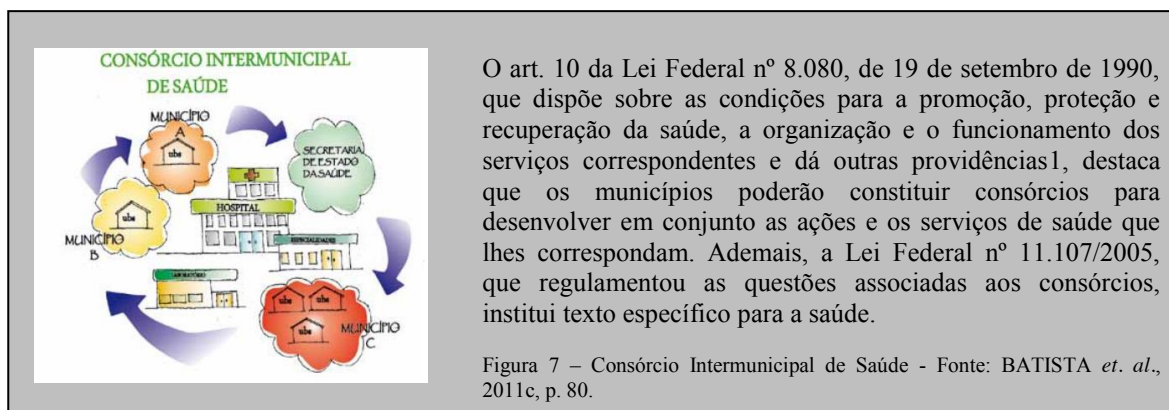 CONSÓRCIO INTERMUNICIPAL
DE SAÚDE
MUNICÍPIO
A
ubs
SECRETARIA
DE ESTADO
DA SAÚDE
HOSPITAL
ubs
MUNICÍPIO
B
ESPECIALIDADES
ubs
ubs
ubs
MUNICÍPIO
C
O art. 10 da Lei Federal nº 8.080, de 19 de setembro de 1990,
que dispõe sobre as condições para a promoção, proteção e
recuperação da saúde, a organização e o funcionamento dos
serviços correspondentes e dá outras providências1, destaca
que os municípios poderão constituir consórcios para
desenvolver em conjunto as ações e os serviços de saúde que
lhes correspondam. Ademais, a Lei Federal nº 11.107/2005,
que regulamentou as questões associadas aos consórcios,
institui texto específico para a saúde.
Figura 7 – Consórcio Intermunicipal de Saúde - Fonte: BATISTA et. al.,
2011c, p. 80.